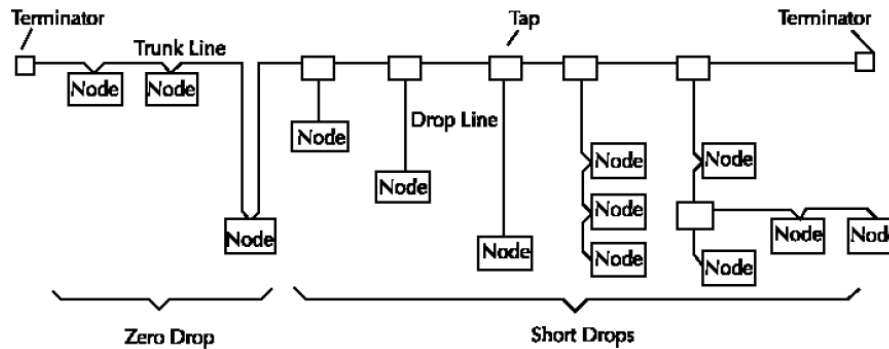 Terminator
Tap
Terminator
Trunk Line
Node
Node
Drop Line
Node
Node
Node
Node
Node
Node
Node
Node
Node
Node
Node
Node
Zero Drop
Short Drops